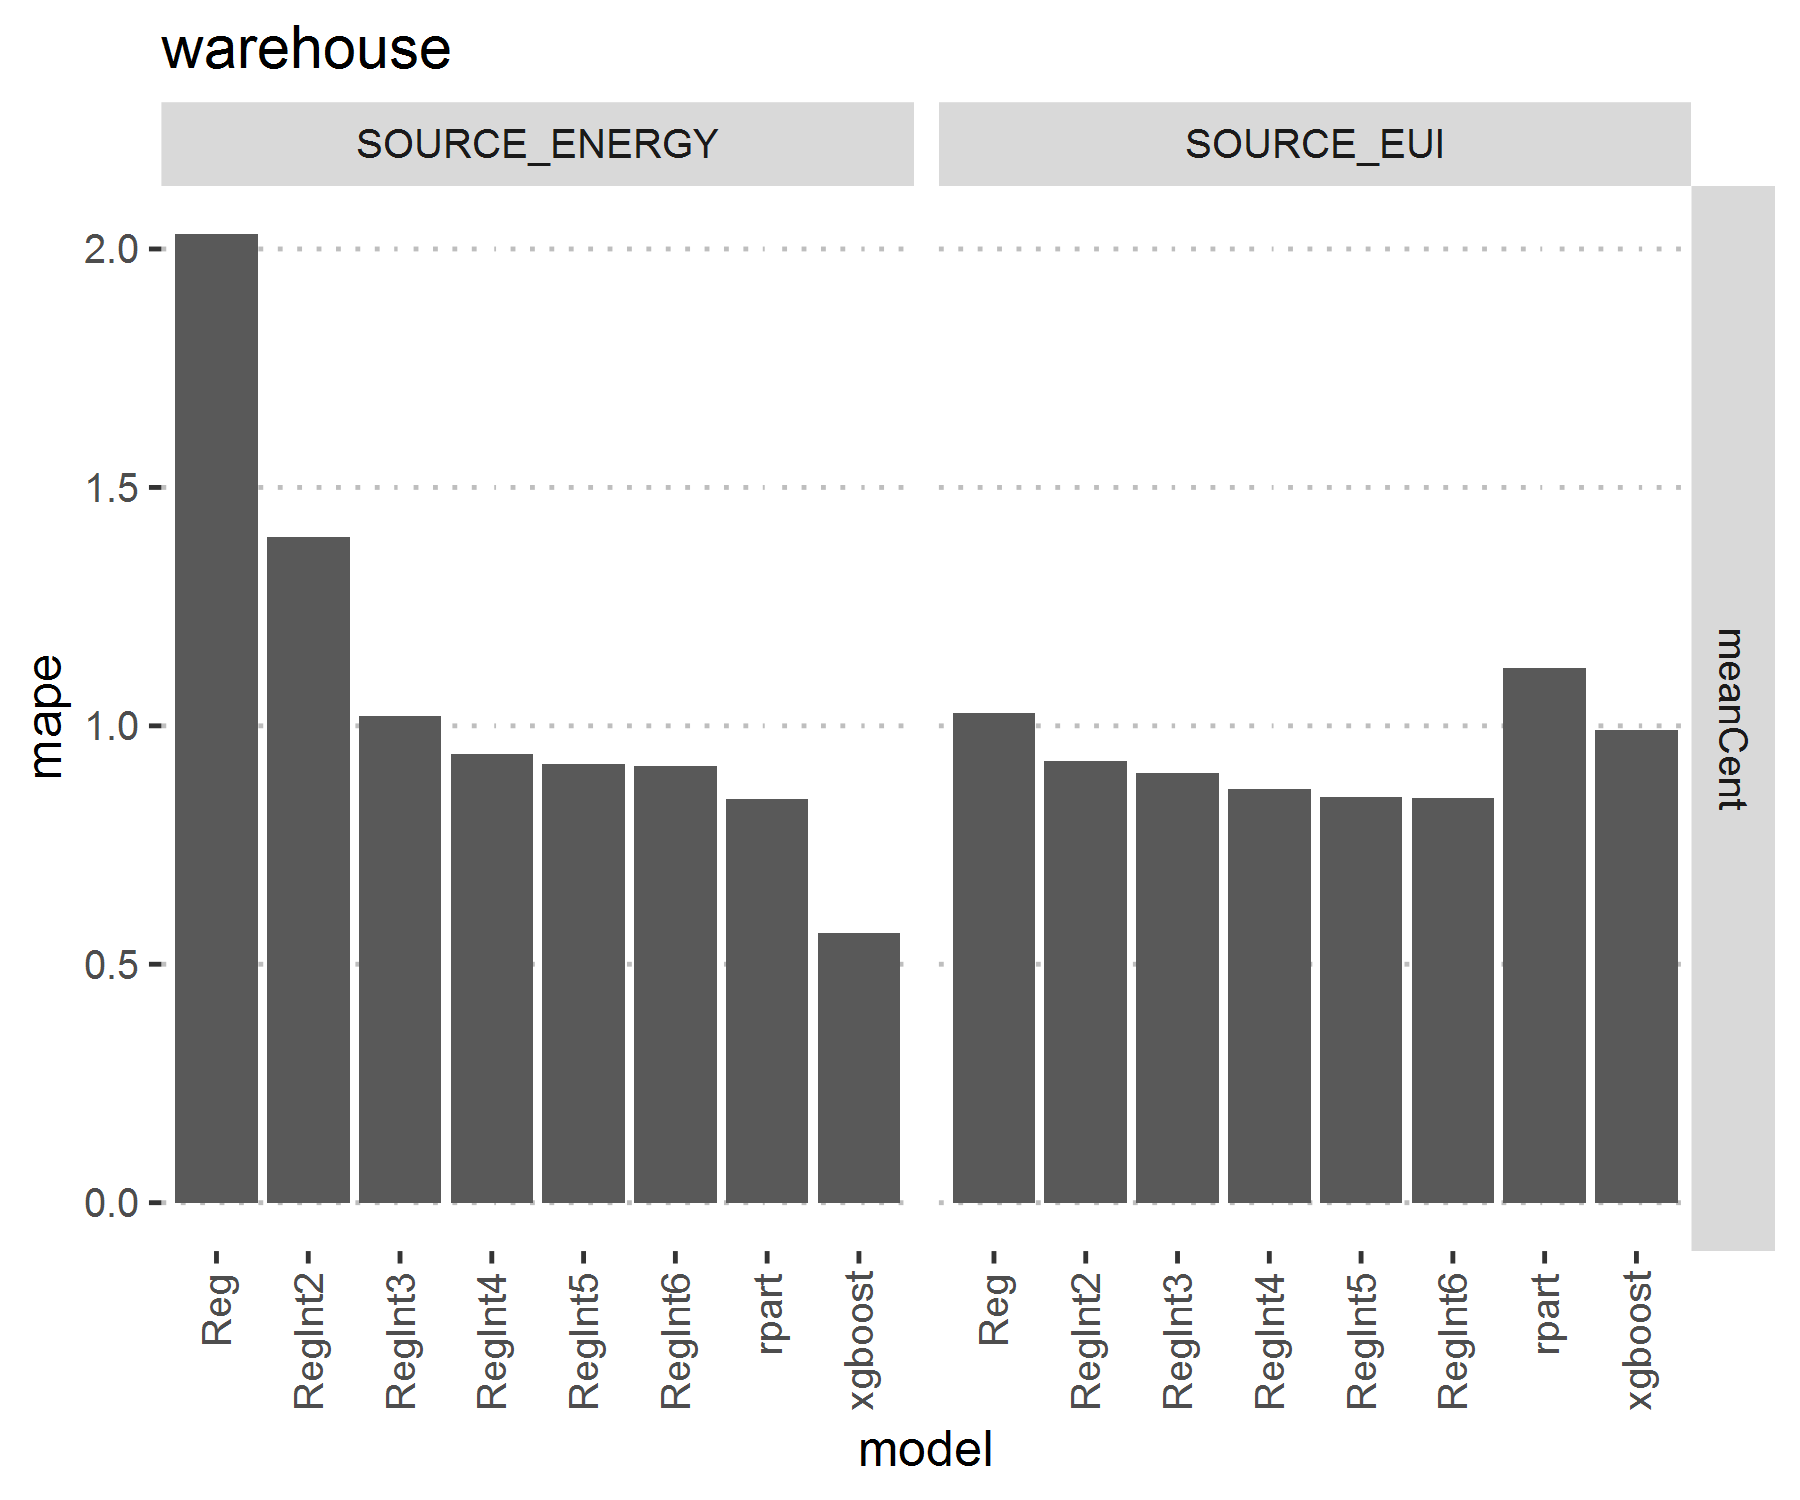 warehouse
SOURCE_ENERGY
SOURCE_EUI
meanCent
mape
2.0
1.5
1.0
0.5
0.0
Reg
RegInt2
RegInt3
RegInt4
RegInt5
RegInt6
rpart
xgboost
Reg
RegInt2
RegInt3
RegInt4
RegInt5
RegInt6
rpart
xgboost
model